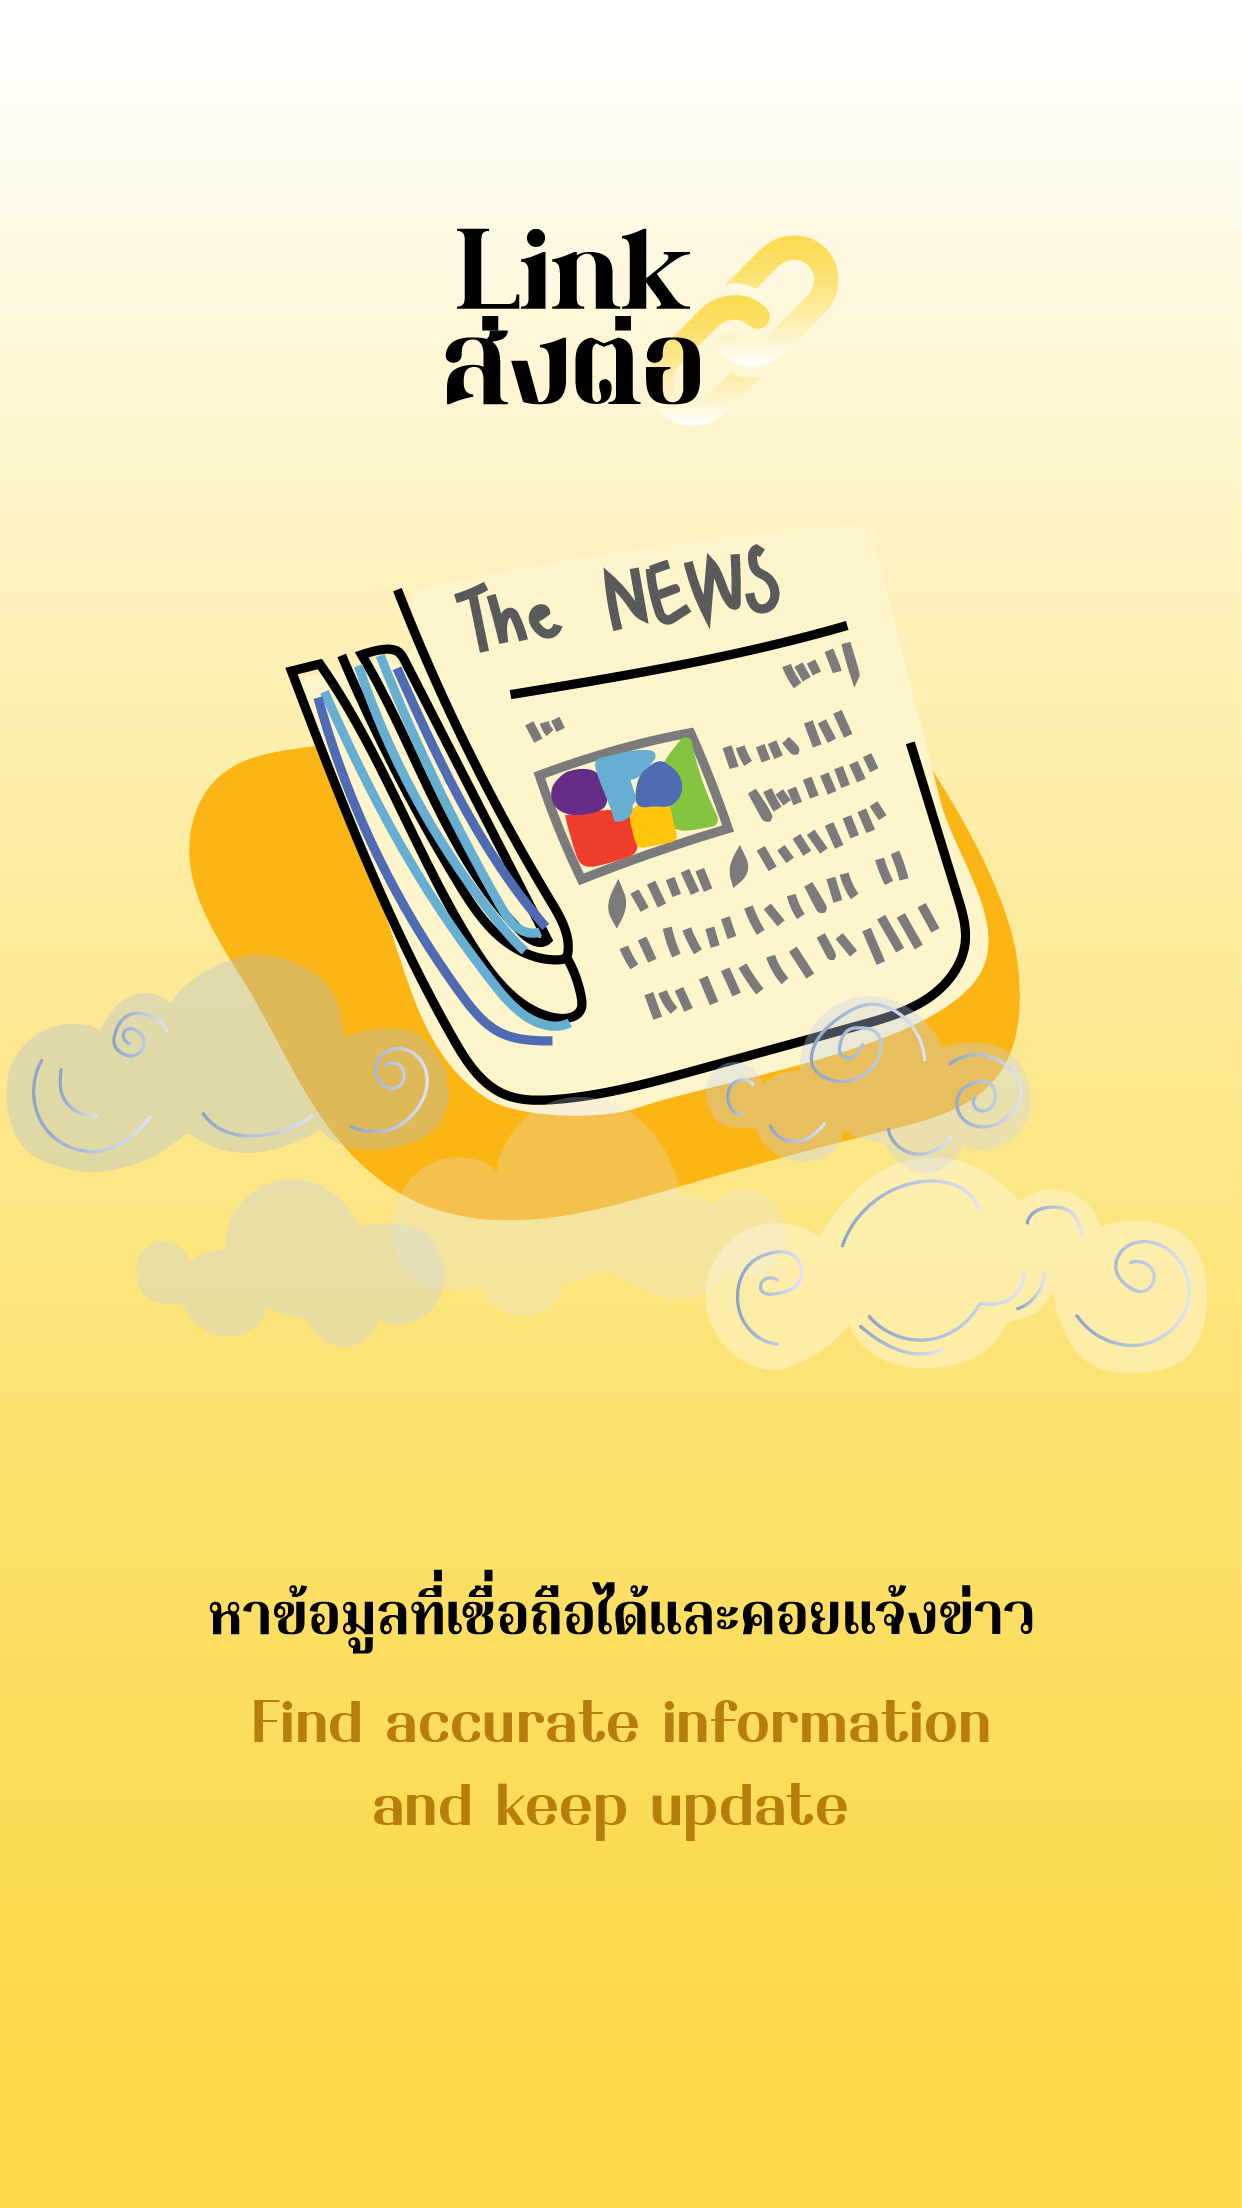 Link
ส่งต่อ
The NEWS
หาข้อมูลที่เชื่อถือได้และคอยแจ้งข่าว
Find accurate information
and keep update